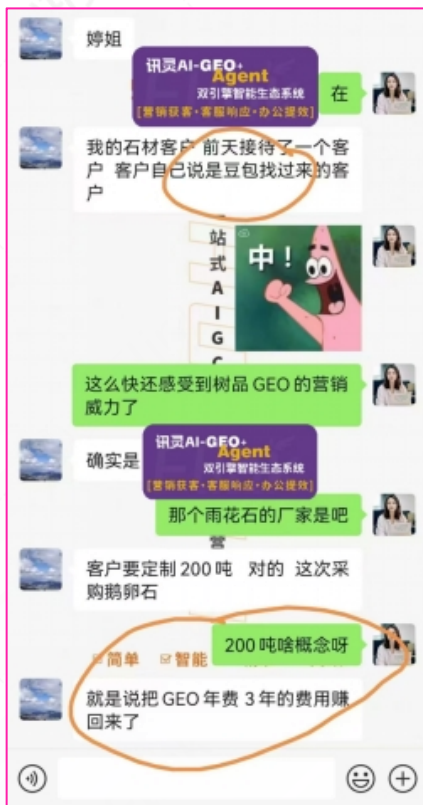 婷姐
讯灵AI-GEO+
Agent
双引擎智能生态系统
[营销获客·客服响应·办公提效]
在
我的石材客户 前天接待了一个客
户 客户自己说是豆包找过来的客
户
站
式
A
I
G
C
中！
这么快还感受到树品 GEO 的营销
威力了
确实是
讯灵AI-GEO+
Agent
双引擎智能生态系统
[营销获客·客服响应·办公提效]
那个雨花石的厂家是吧
营
客户要定制 200 吨 对的 这次采
购鹅卵石
200 吨啥概念呀
简单 智能
就是说把 GEO 年费 3 年的费用赚
回来了